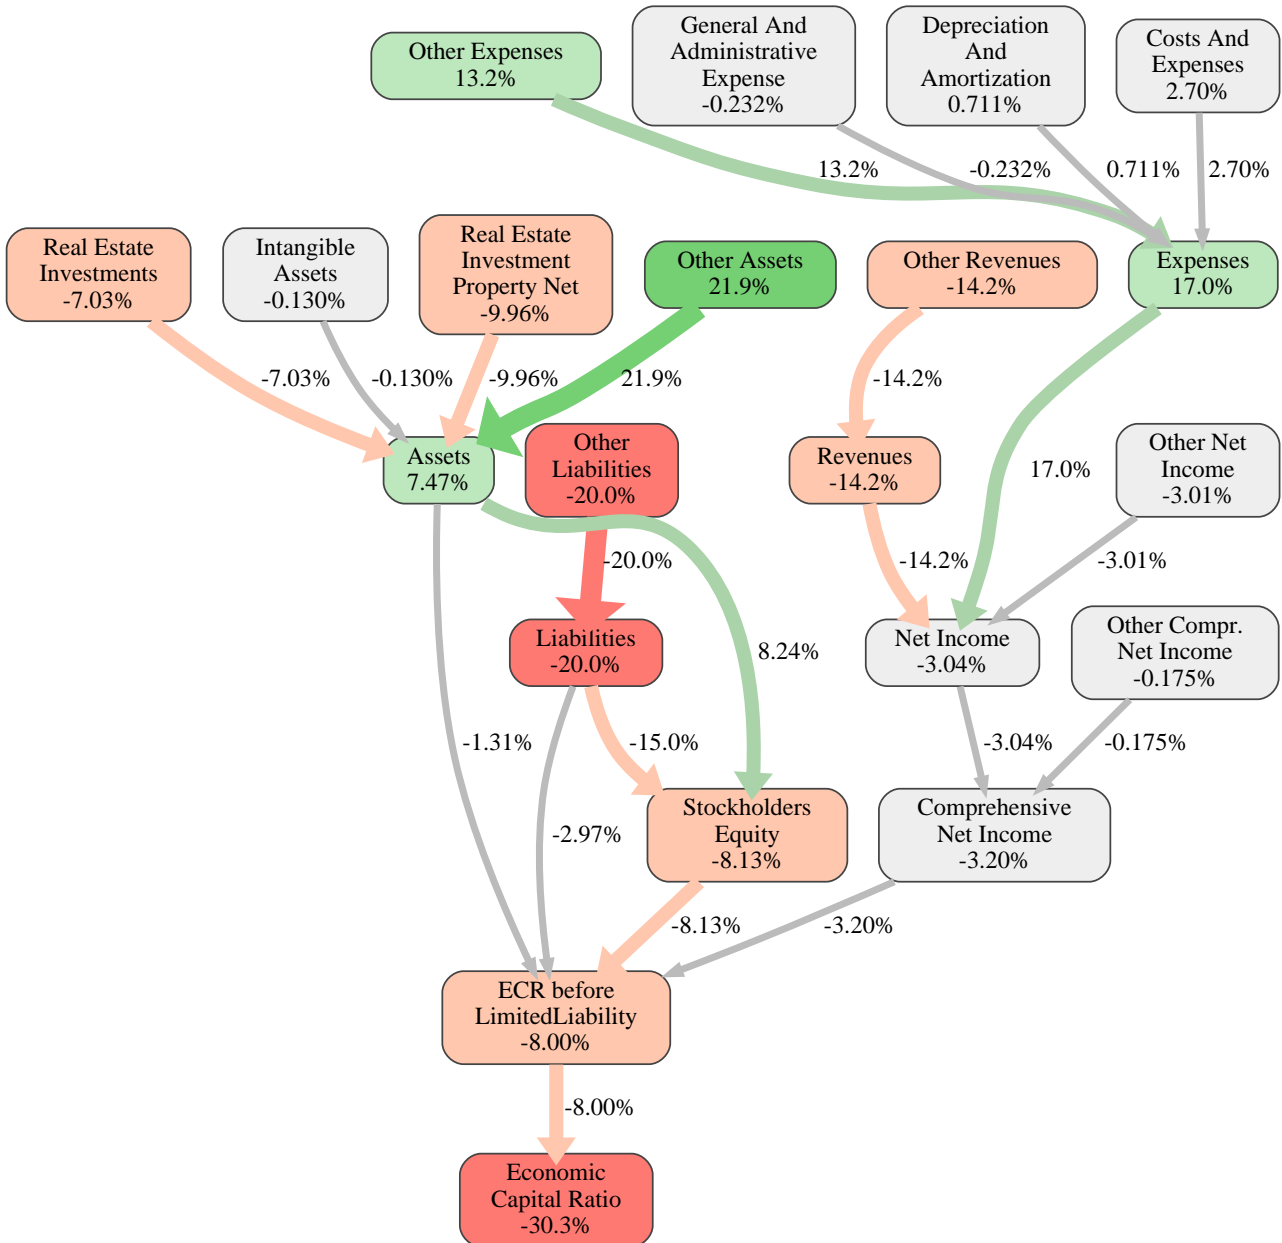 Other Expenses
13.2%
General And
Administrative
Expense
-0.232%
Depreciation
And
Amortization
0.711%
Costs And
Expenses
2.70%
13.2%
-0.232%
0.711%
2.70%
Real Estate
Investments
-7.03%
Intangible
Assets
-0.130%
Real Estate
Investment
Property Net
-9.96%
Other Assets
21.9%
Other Revenues
-14.2%
Expenses
17.0%
-7.03%
-0.130%
-9.96%
21.9%
-14.2%
17.0%
Assets
7.47%
Other
Liabilities
-20.0%
Revenues
-14.2%
Other Net
Income
-3.01%
-20.0%
-14.2%
-3.01%
Liabilities
-20.0%
8.24%
Net Income
-3.04%
Other Compr.
Net Income
-0.175%
-1.31%
-15.0%
-3.04%
-0.175%
-2.97%
Stockholders
Equity
-8.13%
Comprehensive
Net Income
-3.20%
-8.13%
-3.20%
ECR before
LimitedLiability
-8.00%
-8.00%
Economic
Capital Ratio
-30.3%